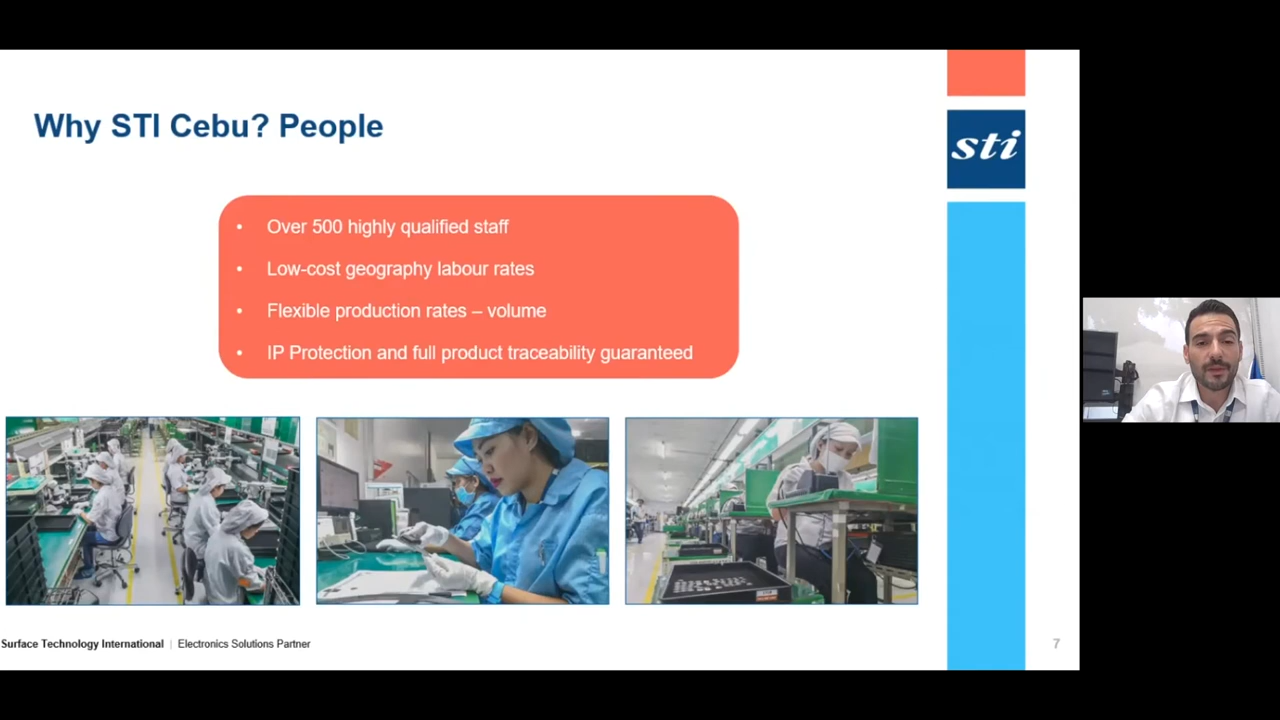 Why STI Cebu? People
sti
• Over 500 highly qualified staff
• Low-cost geography labour rates
• Flexible production rates – volume
• IP Protection and full product traceability guaranteed
Surface Technology International | Electronics Solutions Partner
7